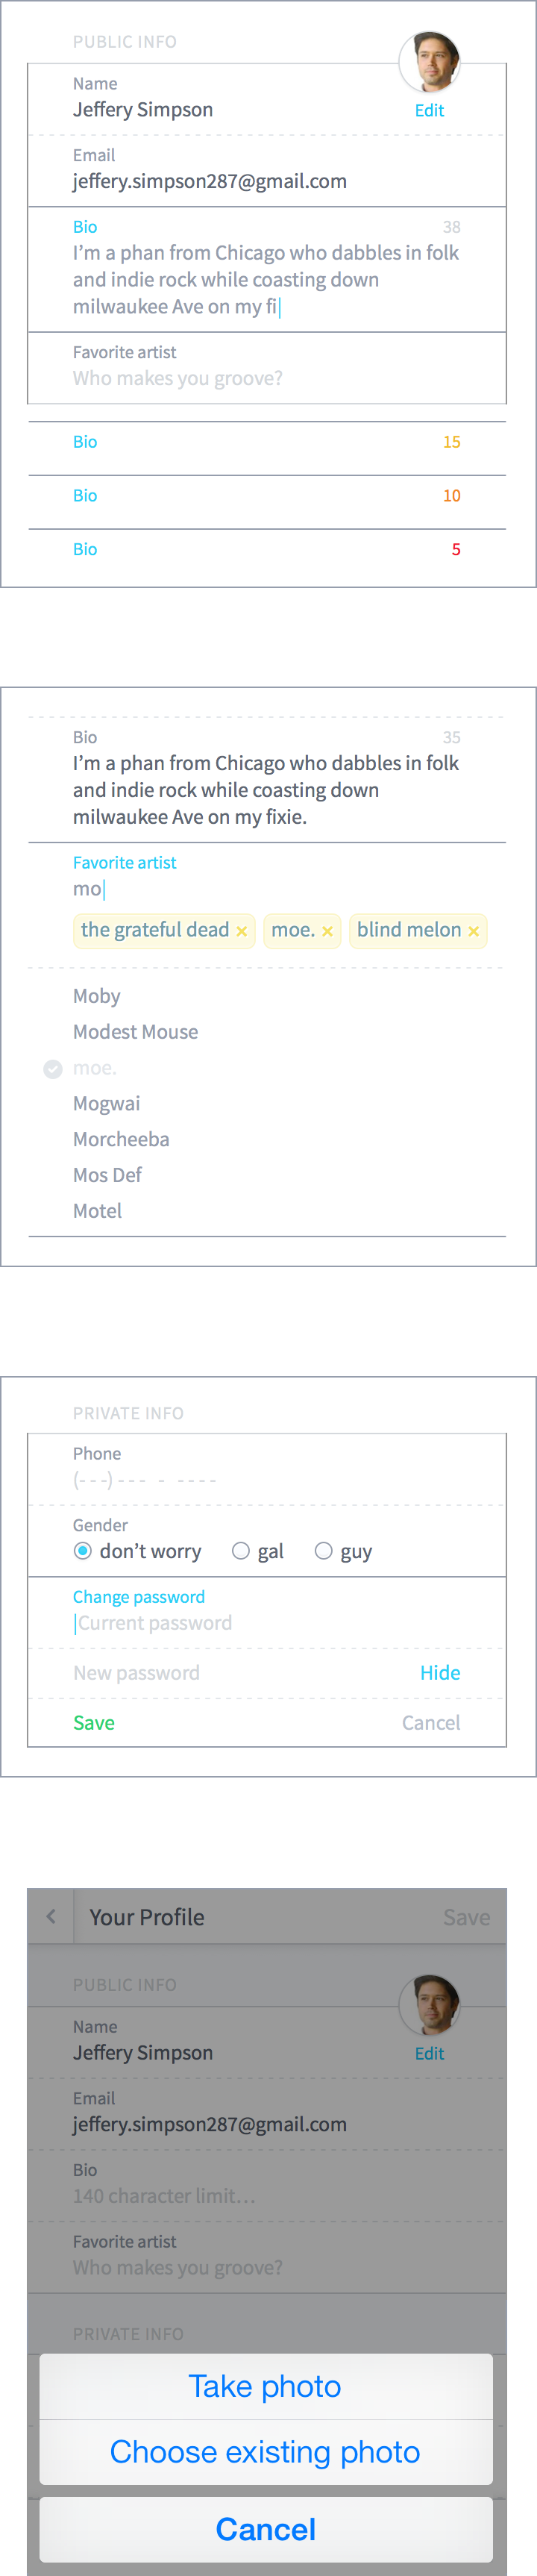 PUBLIC INFO
Name
Jeffery Simpson
Edit
Email
jeffery.simpson287@gmail.com
Bio 38
I'm a phan from Chicago who dabbles in folk
and indie rock while coasting down
milwaukee Ave on my fi
Favorite artist
Who makes you groove?
Bio 15
Bio 10
Bio 5
Bio 35
I'm a phan from Chicago who dabbles in folk
and indie rock while coasting down
milwaukee Ave on my fixie.
Favorite artist
mo
the grateful dead × moe. × blind melon ×
Moby
Modest Mouse
moe.
Mogwai
Morcheeba
Mos Def
Motel
PRIVATE INFO
Phone
(---) --- - ----
Gender
don't worry gal guy
Change password
Current password
New password Hide
Save Cancel
Your Profile Save
PUBLIC INFO
Name
Jeffery Simpson
Edit
Email
jeffery.simpson287@gmail.com
Bio
140 character limit...
Favorite artist
Who makes you groove?
PRIVATE INFO
Take photo
Choose existing photo
Cancel